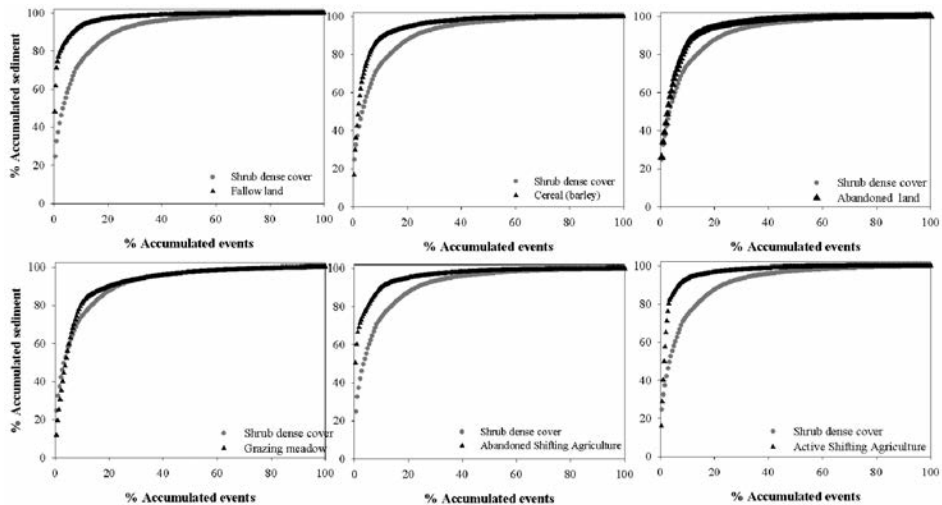 % Accumulated sediment
100
80
60
40
20
0
Shrub dense cover
Fallow land
0 20 40 60 80 100
% Accumulated events
100
80
60
40
20
0
Shrub dense cover
Cereal (barley)
0 20 40 60 80 100
% Accumulated events
100
80
60
40
20
0
Shrub dense cover
Abandoned land
0 20 40 60 80 100
% Accumulated events
% Accumulated sediment
100
80
60
40
20
0
Shrub dense cover
Grazing meadow
0 20 40 60 80 100
% Accumulated events
100
80
60
40
20
0
Shrub dense cover
Abandoned Shifting Agriculture
0 20 40 60 80 100
% Accumulated events
100
80
60
40
20
0
Shrub dense cover
Active Shifting Agriculture
0 20 40 60 80 100
% Accumulated events